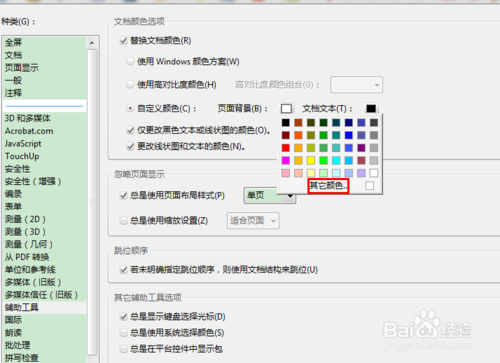 种类(G)：
全屏
文档
页面显示
一般
注释
3D 和多媒体
Acrobat.com
JavaScript
TouchUp
安全性
安全性（增强）
编录
表单
测量（2D）
测量（3D）
测量（几何）
从 PDF 转换
单位和参考线
多媒体（旧版）
多媒体信任（旧版）
辅助工具
国际
朗读
批处理
拼写检查
文档颜色选项
替换文档颜色(R)
使用 Windows 颜色方案(W)
使用高对比度颜色(H)
高对比度颜色组合(G)：
自定义颜色(C)：
页面背景(B)：
文档文本(T)：
仅更改黑色文本或线状图的颜色(O)。
更改线状图和文本的颜色(N)。
其它颜色...
忽略页面显示
总是使用页面布局样式(P)
单页
总是使用缩放设置(Z)
适合页面
跳位顺序
若未明确指定跳位顺序，则使用文档结构来跳位(U)
其它辅助工具选项
总是显示键盘选择光标(D)
总是使用系统选择颜色(S)
总是在平台控件中显示包
Baidu 经验
jingyan.baidu.com